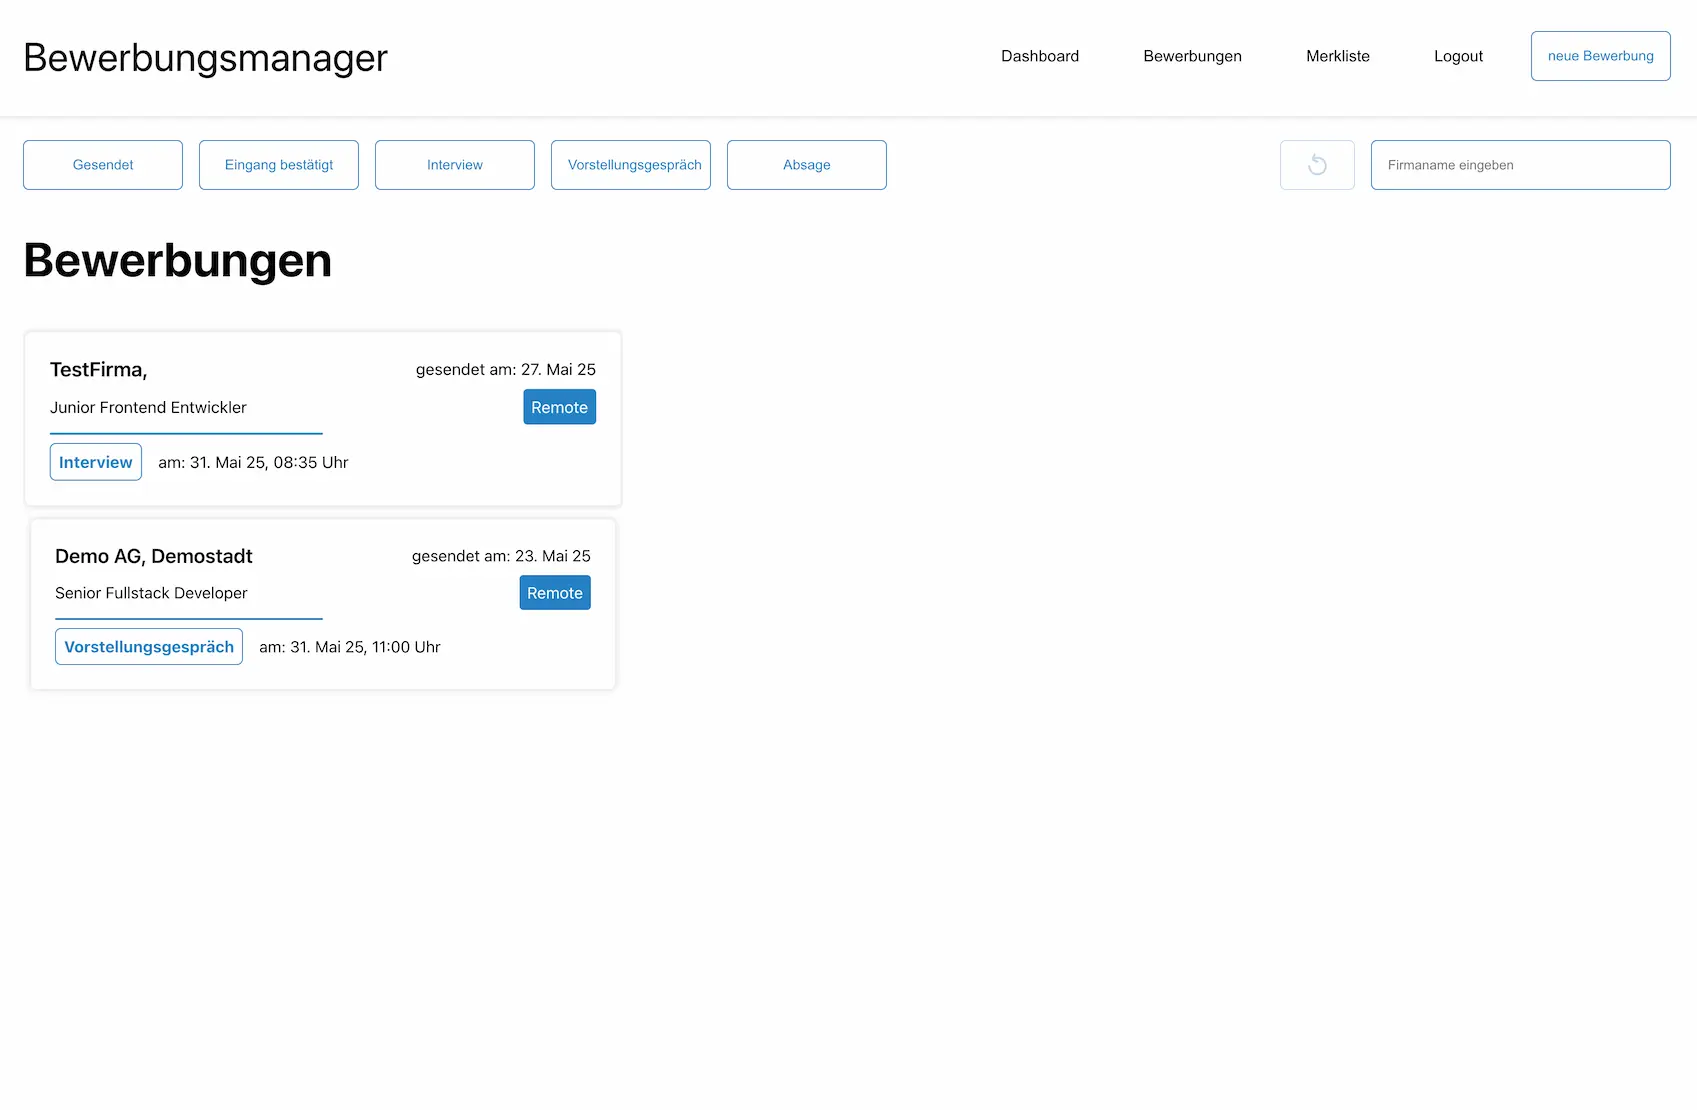 Bewerbungsmanager
Dashboard Bewerbungen Merkliste Logout neue Bewerbung
Gesendet Eingang bestätigt Interview Vorstellungsgespräch Absage Firmaname eingeben
Bewerbungen
TestFirma, gesendet am: 27. Mai 25
Junior Frontend Entwickler Remote
Interview am: 31. Mai 25, 08:35 Uhr
Demo AG, Demostadt gesendet am: 23. Mai 25
Senior Fullstack Developer Remote
Vorstellungsgespräch am: 31. Mai 25, 11:00 Uhr